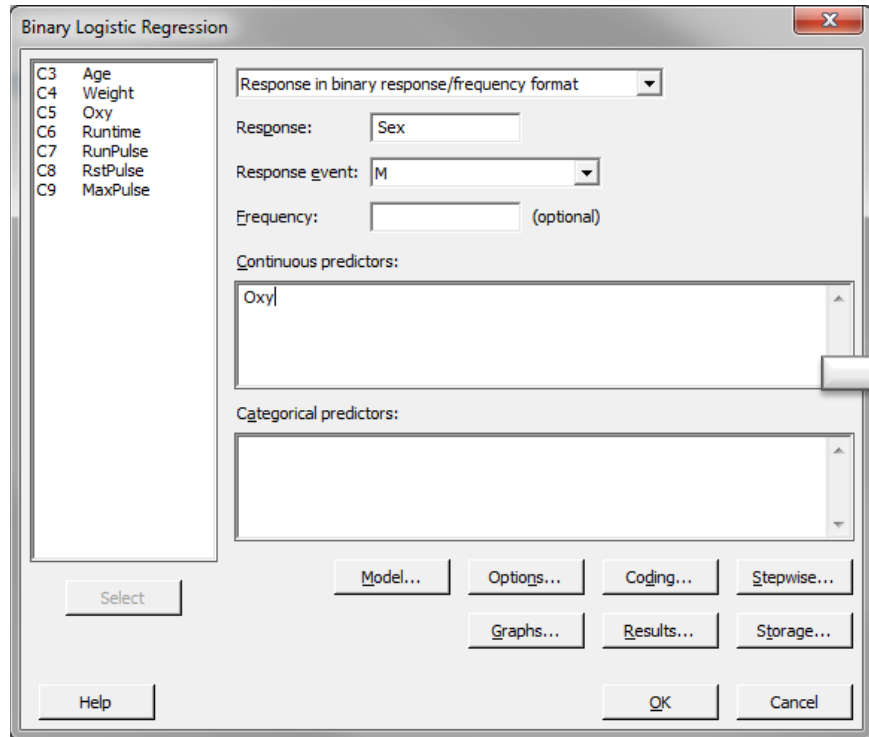 Binary Logistic Regression
C3 Age
C4 Weight
C5 Oxy
C6 Runtime
C7 RunPulse
C8 RstPulse
C9 MaxPulse
Response in binary response/frequency format
Response: Sex
Response event: M
Frequency: (optional)
Continuous predictors:
Oxy
Categorical predictors:
Model... Options... Coding... Stepwise...
Select
Graphs... Results... Storage...
Help OK Cancel